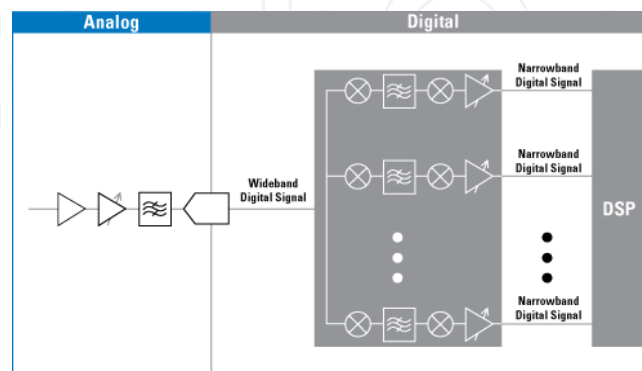 Analog
Digital
Narrowband
Digital Signal
Narrowband
Digital Signal
Wideband
Digital Signal
DSP
Narrowband
Digital Signal